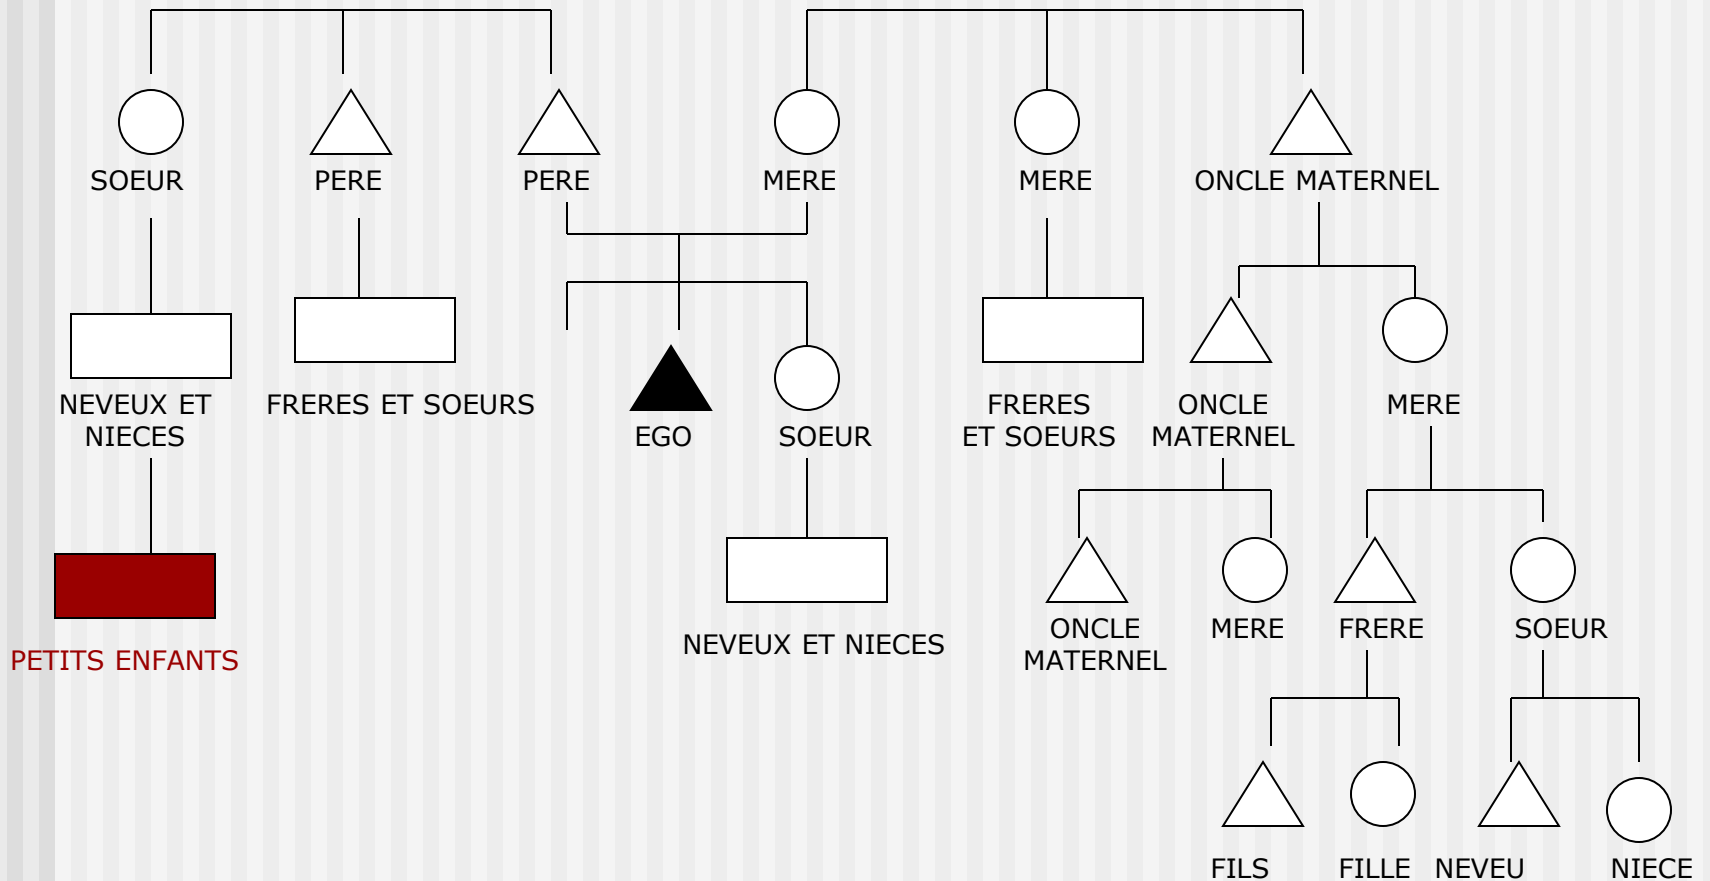 SOEUR
PERE
PERE
MERE
MERE
ONCLE MATERNEL
NEVEUX ET
NIECES
FRERES ET SOEURS
EGO
SOEUR
FRERES
ET SOEURS
ONCLE
MATERNEL
MERE
PETITS ENFANTS
NEVEUX ET NIECES
ONCLE
MATERNEL
MERE
FRERE
SOEUR
FILS
FILLE
NEVEU
NIECE